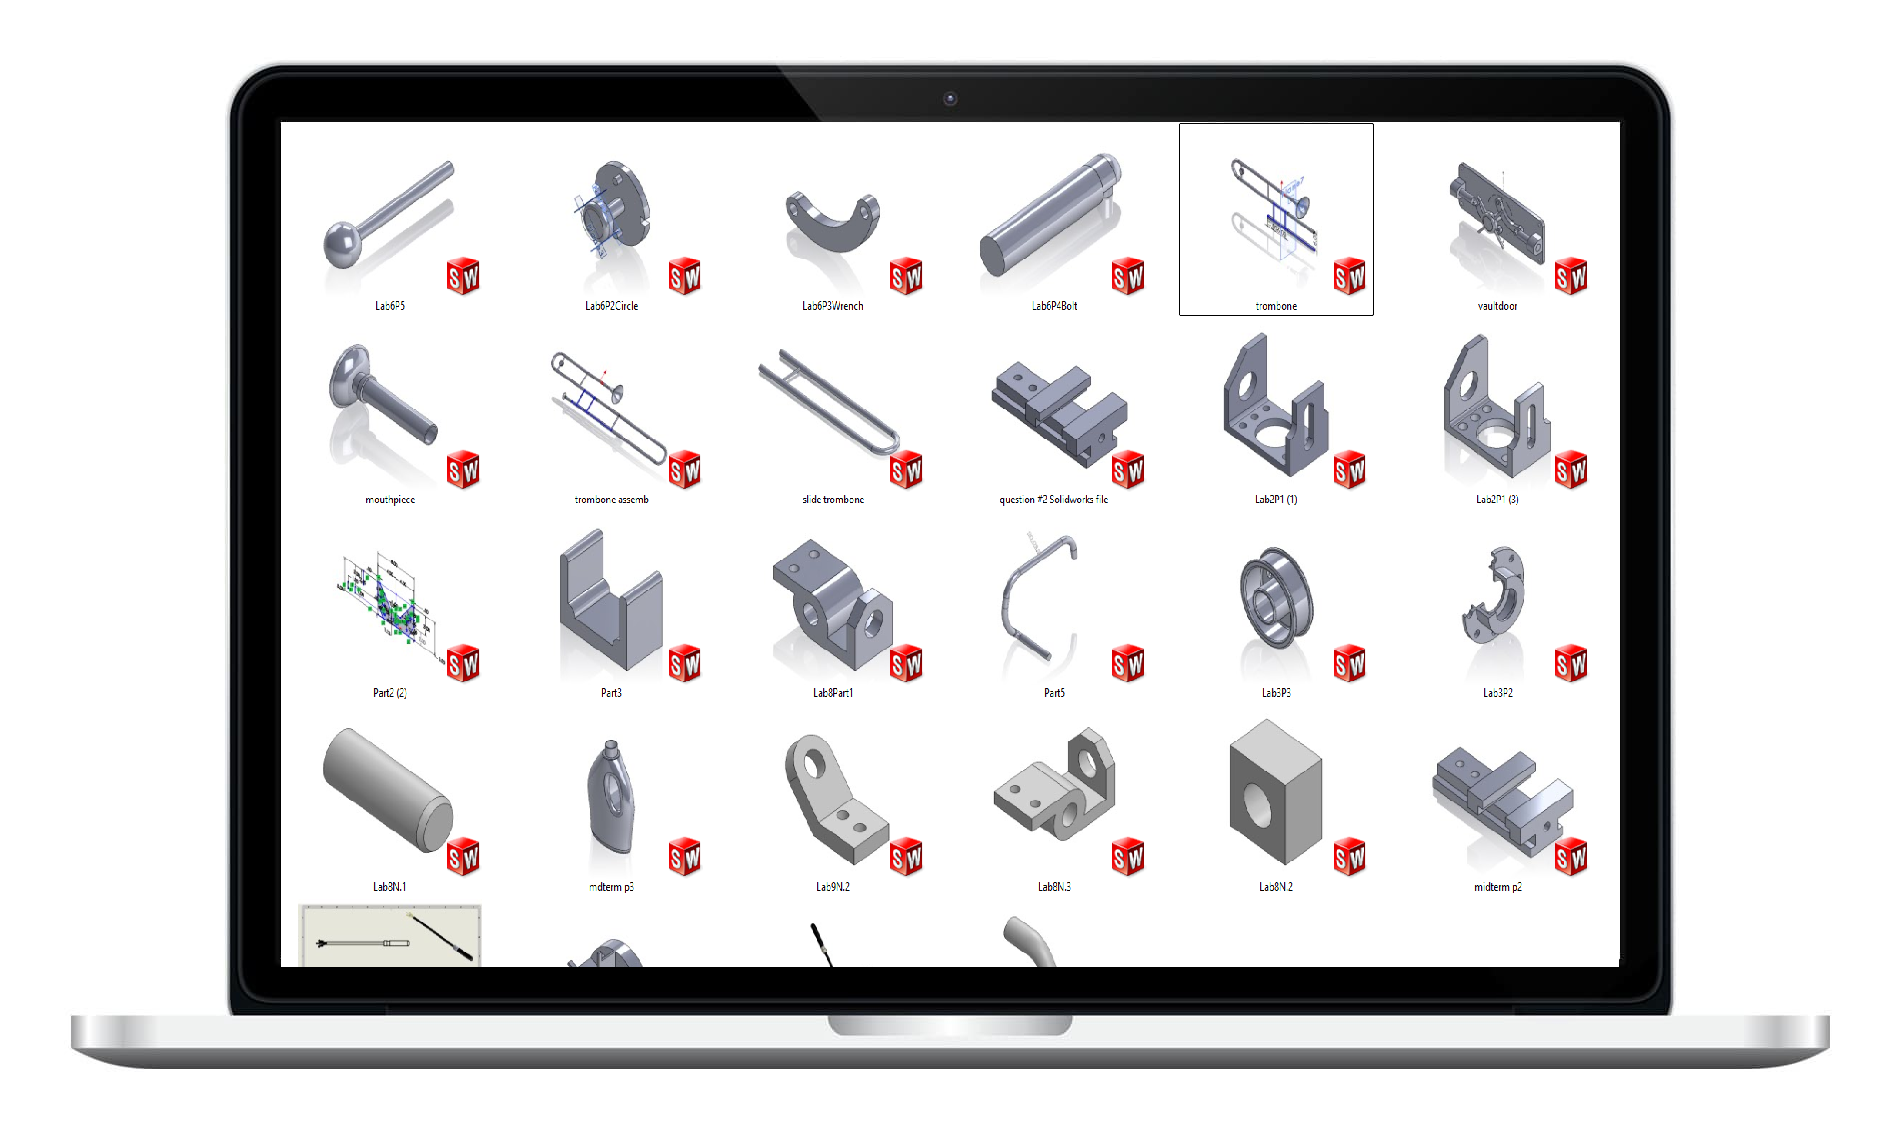 SW SW SW SW SW SW
Lab6P5 Lab6P2Circle Lab6P3Wrench Lab6P4Bolt trombone vaultdoor
SW SW SW SW SW SW
mouthpiece trombone assemb slide trombone question #2 Solidworks file Lab2P1 (1) Lab2P1 (3)
SW SW SW SW SW SW
Part2 (2) Part3 Lab8Part1 Part5 Lab3P3 Lab3P2
SW SW SW SW SW SW
Lab8N.1 mdterm p3 Lab9N.2 Lab8N.3 Lab8N.2 midterm p2